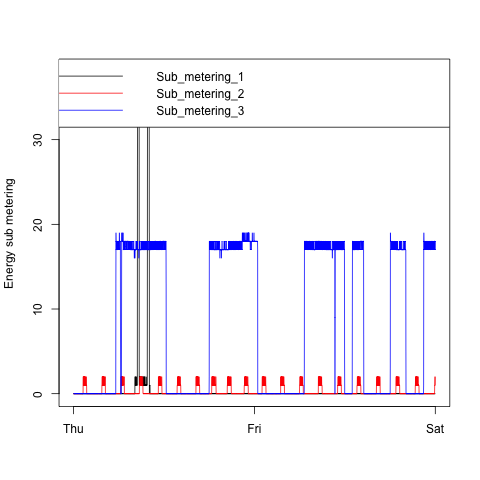 Sub_metering_1
Sub_metering_2
Sub_metering_3
Energy sub metering
30
20
10
0
Thu
Fri
Sat